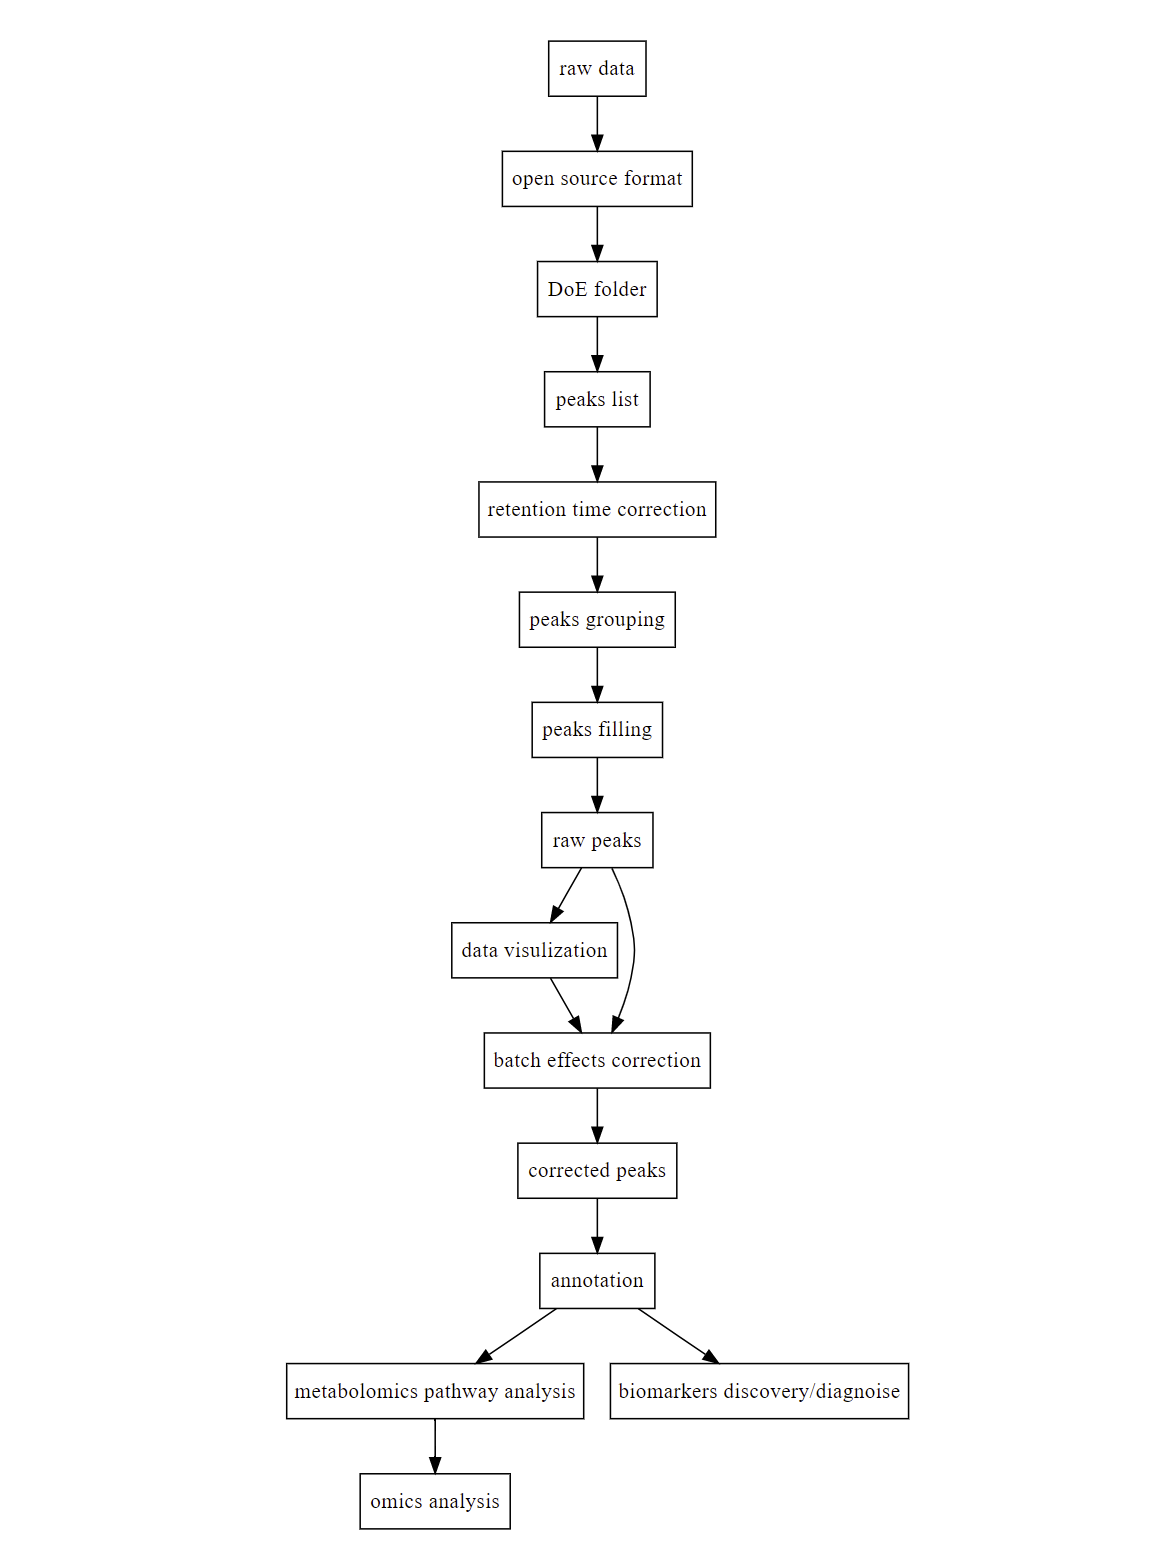 raw data
open source format
DoE folder
peaks list
retention time correction
peaks grouping
peaks filling
raw peaks
data visulization
batch effects correction
corrected peaks
annotation
metabolomics pathway analysis
biomarkers discovery/diagnoise
omics analysis